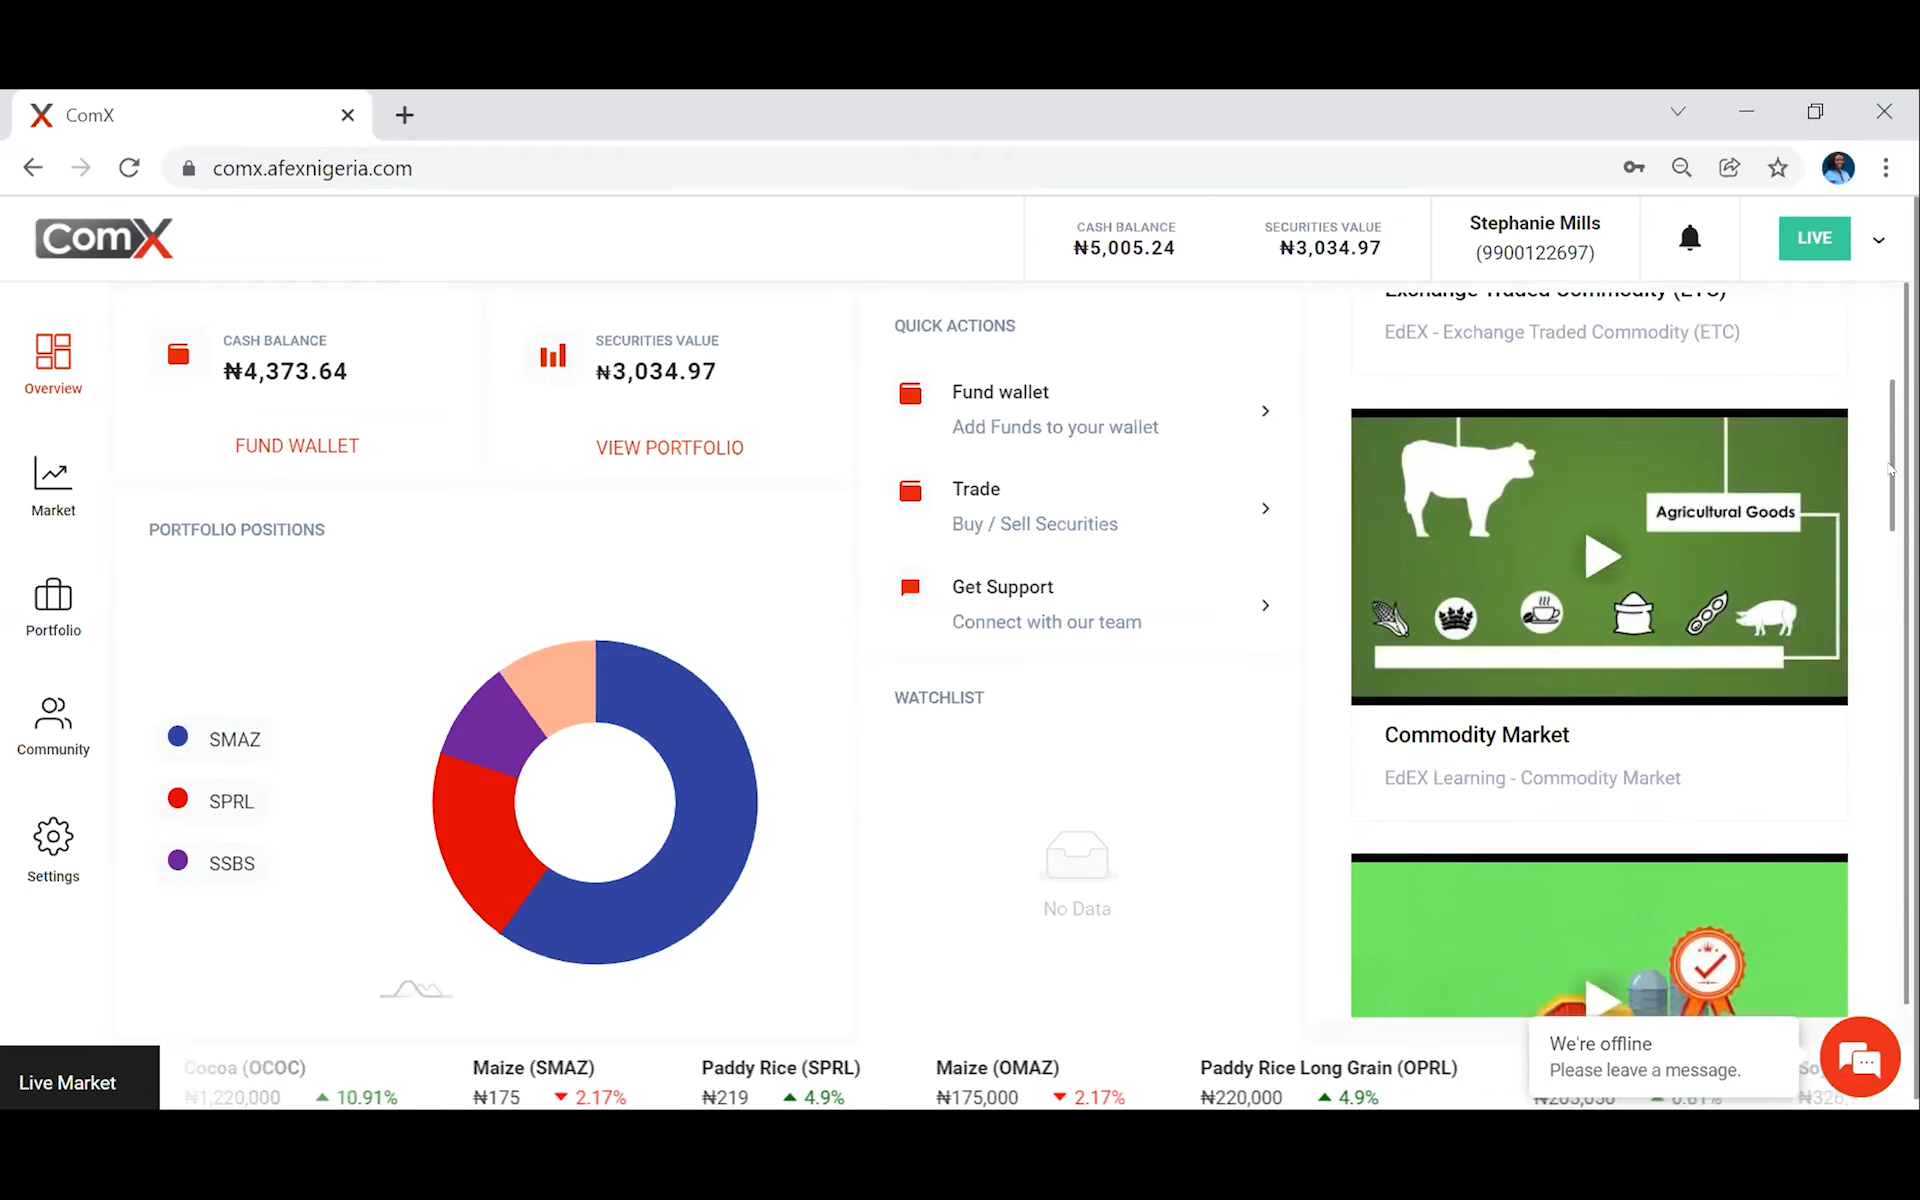 ComX
comx.afexnigeria.com
ComX
CASH BALANCE
₦5,005.24
SECURITIES VALUE
₦3,034.97
Stephanie Mills
(9900122697)
LIVE
Overview
Market
Portfolio
Community
Settings
CASH BALANCE
₦4,373.64
FUND WALLET
SECURITIES VALUE
₦3,034.97
VIEW PORTFOLIO
PORTFOLIO POSITIONS
SMAZ
SPRL
SSBS
QUICK ACTIONS
Fund wallet
Add Funds to your wallet
Trade
Buy / Sell Securities
Get Support
Connect with our team
WATCHLIST
No Data
Exchange Traded Commodity (ETC)
EdEX - Exchange Traded Commodity (ETC)
Agricultural Goods
Commodity Market
EdEX Learning - Commodity Market
We're offline
Please leave a message.
Live Market
Cocoa (OCOC)
₦1,220,000 10.91%
Maize (SMAZ)
₦175 2.17%
Paddy Rice (SPRL)
₦219 4.9%
Maize (OMAZ)
₦175,000 2.17%
Paddy Rice Long Grain (OPRL)
₦220,000 4.9%